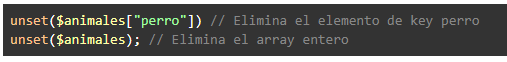 unset($animales["perro"]) // Elimina el elemento de key perro
unset($animales); // Elimina el array entero